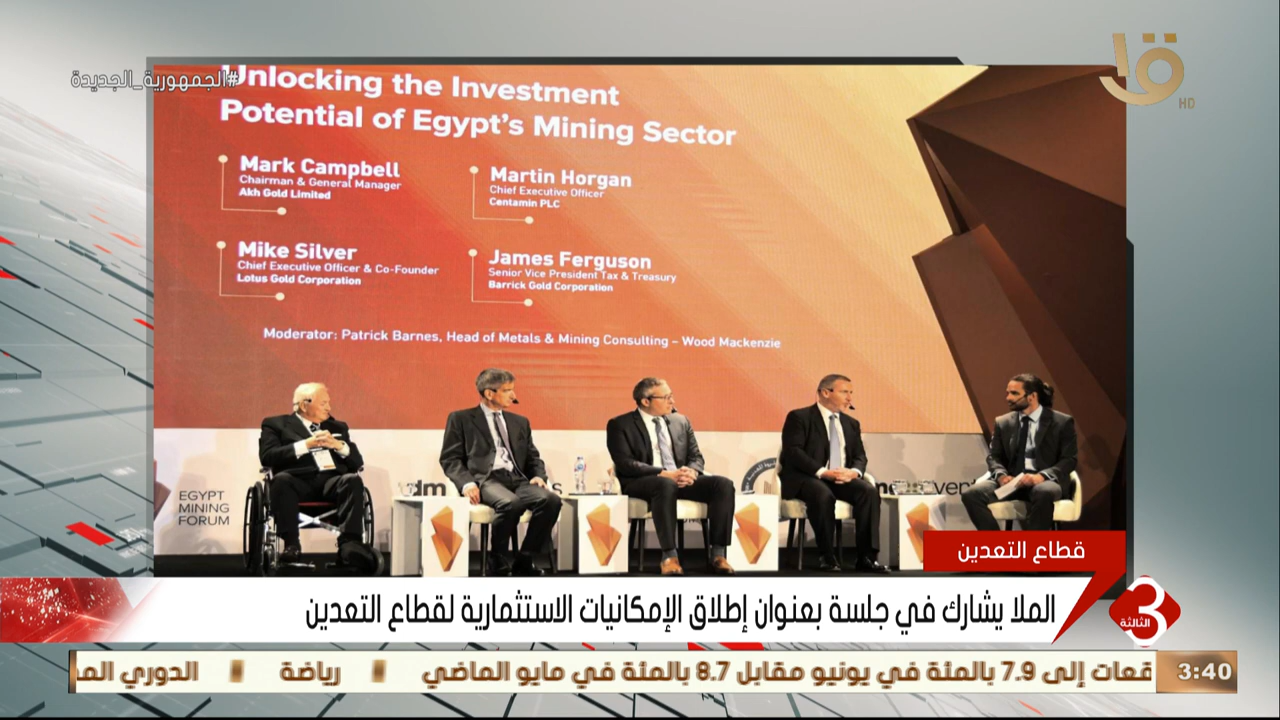 #الجمهورية_الجديدة
HD
Unlocking the Investment
Potential of Egypt's Mining Sector
Mark Campbell
Chairman & General Manager
Akh Gold Limited
Martin Horgan
Chief Executive Officer
Centamin PLC
Mike Silver
Chief Executive Officer & Co-Founder
Lotus Gold Corporation
James Ferguson
Senior Vice President Tax & Treasury
Barrick Gold Corporation
Moderator: Patrick Barnes, Head of Metals & Mining Consulting – Wood Mackenzie
EGYPT
MINING
FORUM
قطاع التعدين
الملا يشارك في جلسة بعنوان إطلاق الإمكانيات الاستثمارية لقطاع التعدين
3
الثالثة
إلى 7.9 بالمئة في يونيو مقابل 8.7 بالمئة في مايو الماضي رياضة الدوري
3:40